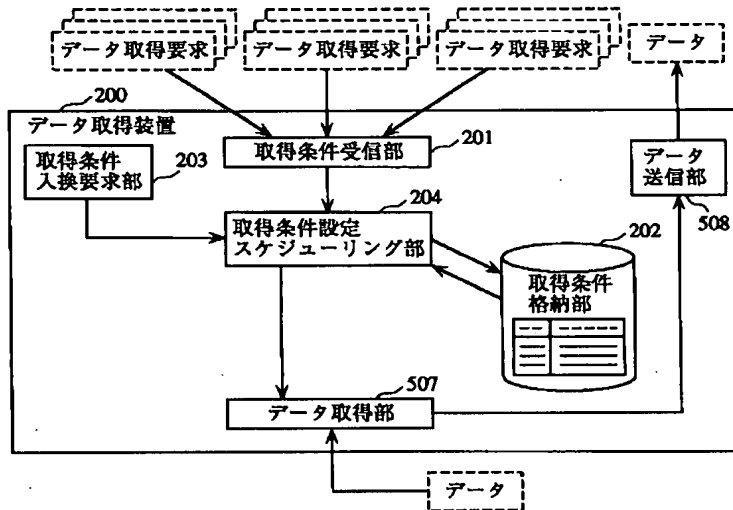 データ取得要求
データ取得要求
データ取得要求
データ
200
データ取得装置
取得条件受信部
201
取得条件
入換要求部
203
データ
送信部
508
204
取得条件設定
スケジューリング部
202
取得条件
格納部
507
データ取得部
データ